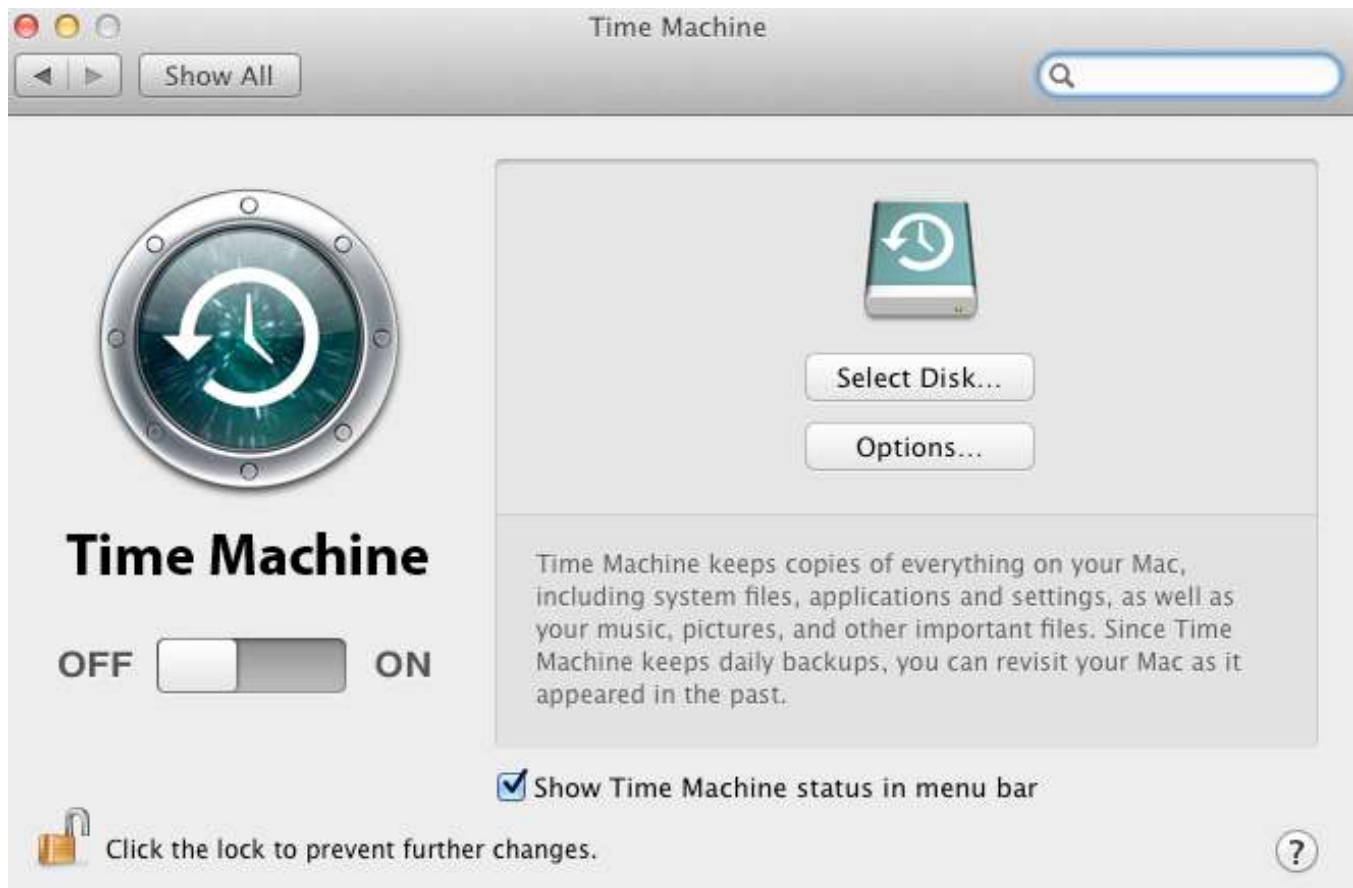 Time Machine
Show All
Select Disk...
Options...
Time Machine
Time Machine keeps copies of everything on your Mac,
including system files, applications and settings, as well as
your music, pictures, and other important files. Since Time
Machine keeps daily backups, you can revisit your Mac as it
appeared in the past.
OFF ON
Show Time Machine status in menu bar
Click the lock to prevent further changes.
?